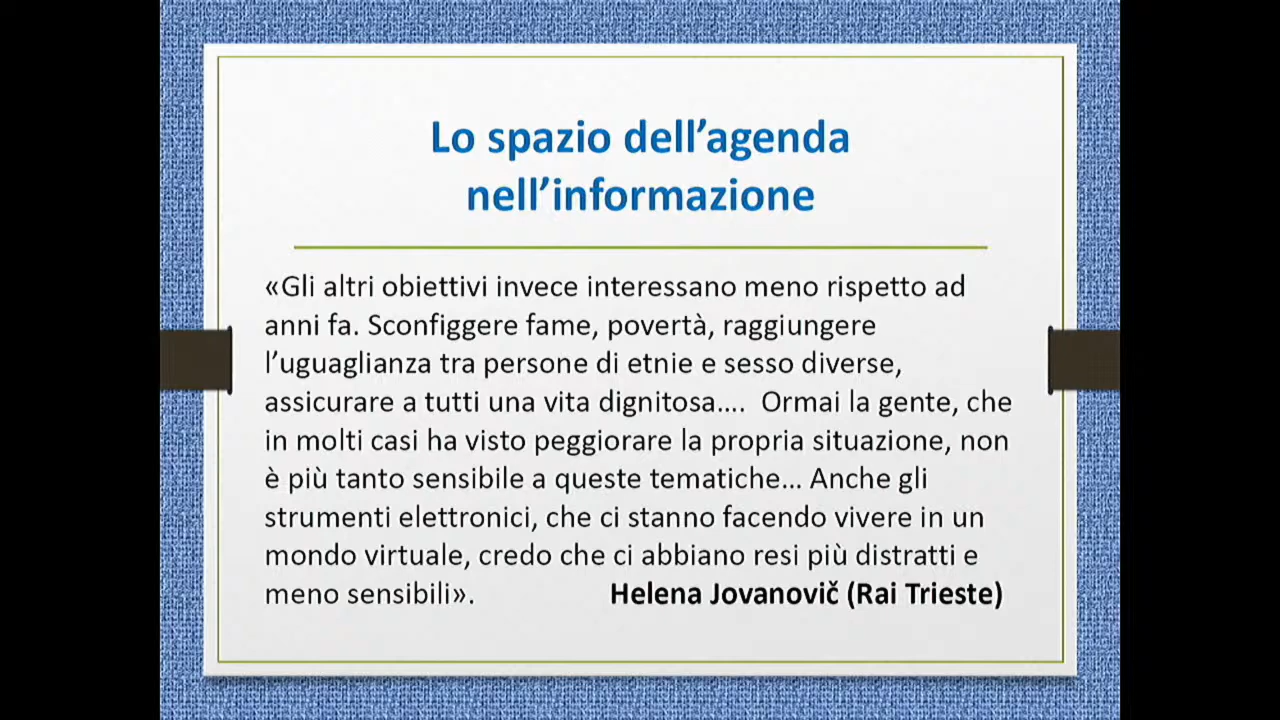 Lo spazio dell’agenda
nell’informazione
«Gli altri obiettivi invece interessano meno rispetto ad
anni fa. Sconfiggere fame, povertà, raggiungere
l’uguaglianza tra persone di etnie e sesso diverse,
assicurare a tutti una vita dignitosa….  Ormai la gente, che
in molti casi ha visto peggiorare la propria situazione, non
è più tanto sensibile a queste tematiche… Anche gli
strumenti elettronici, che ci stanno facendo vivere in un
mondo virtuale, credo che ci abbiano resi più distratti e
meno sensibili». Helena Jovanovič (Rai Trieste)